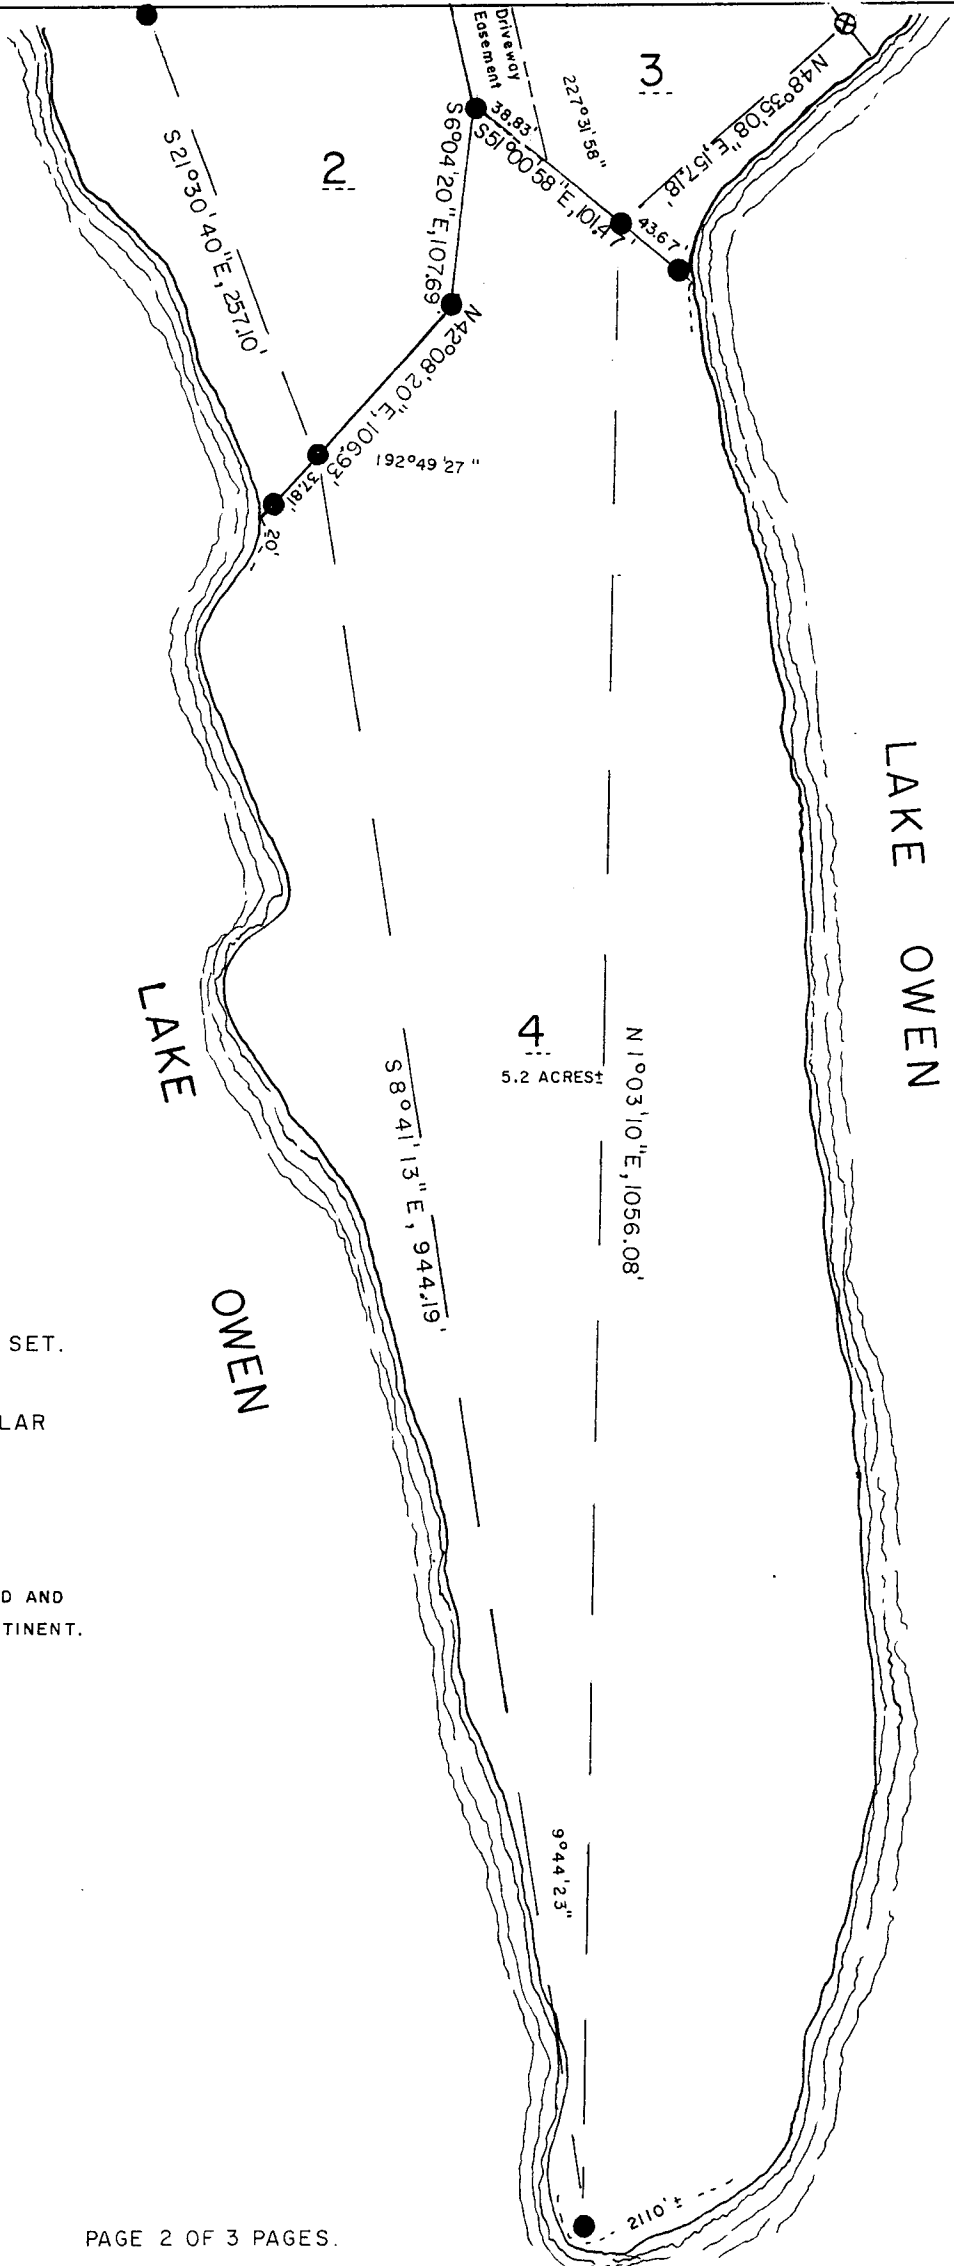 Driveway
Easement
3
2
S21°30'40"E, 257.10'
S6°04'20"E, 107.69'
38.83'
S51°00'58"E, 101.47'
227°31'58"
N48°35'08"E, 157.18'
43.67'
N42°08'20"E, 106.93'
192°49'27"
37.81'
20'
LAKE OWEN
LAKE OWEN
4
5.2 ACRES±
S8°41'13"E, 944.19'
N1°03'10"E, 1056.08'
SET.
LAR
D AND
TINENT.
9°44'23"
2110'±
PAGE 2 OF 3 PAGES.